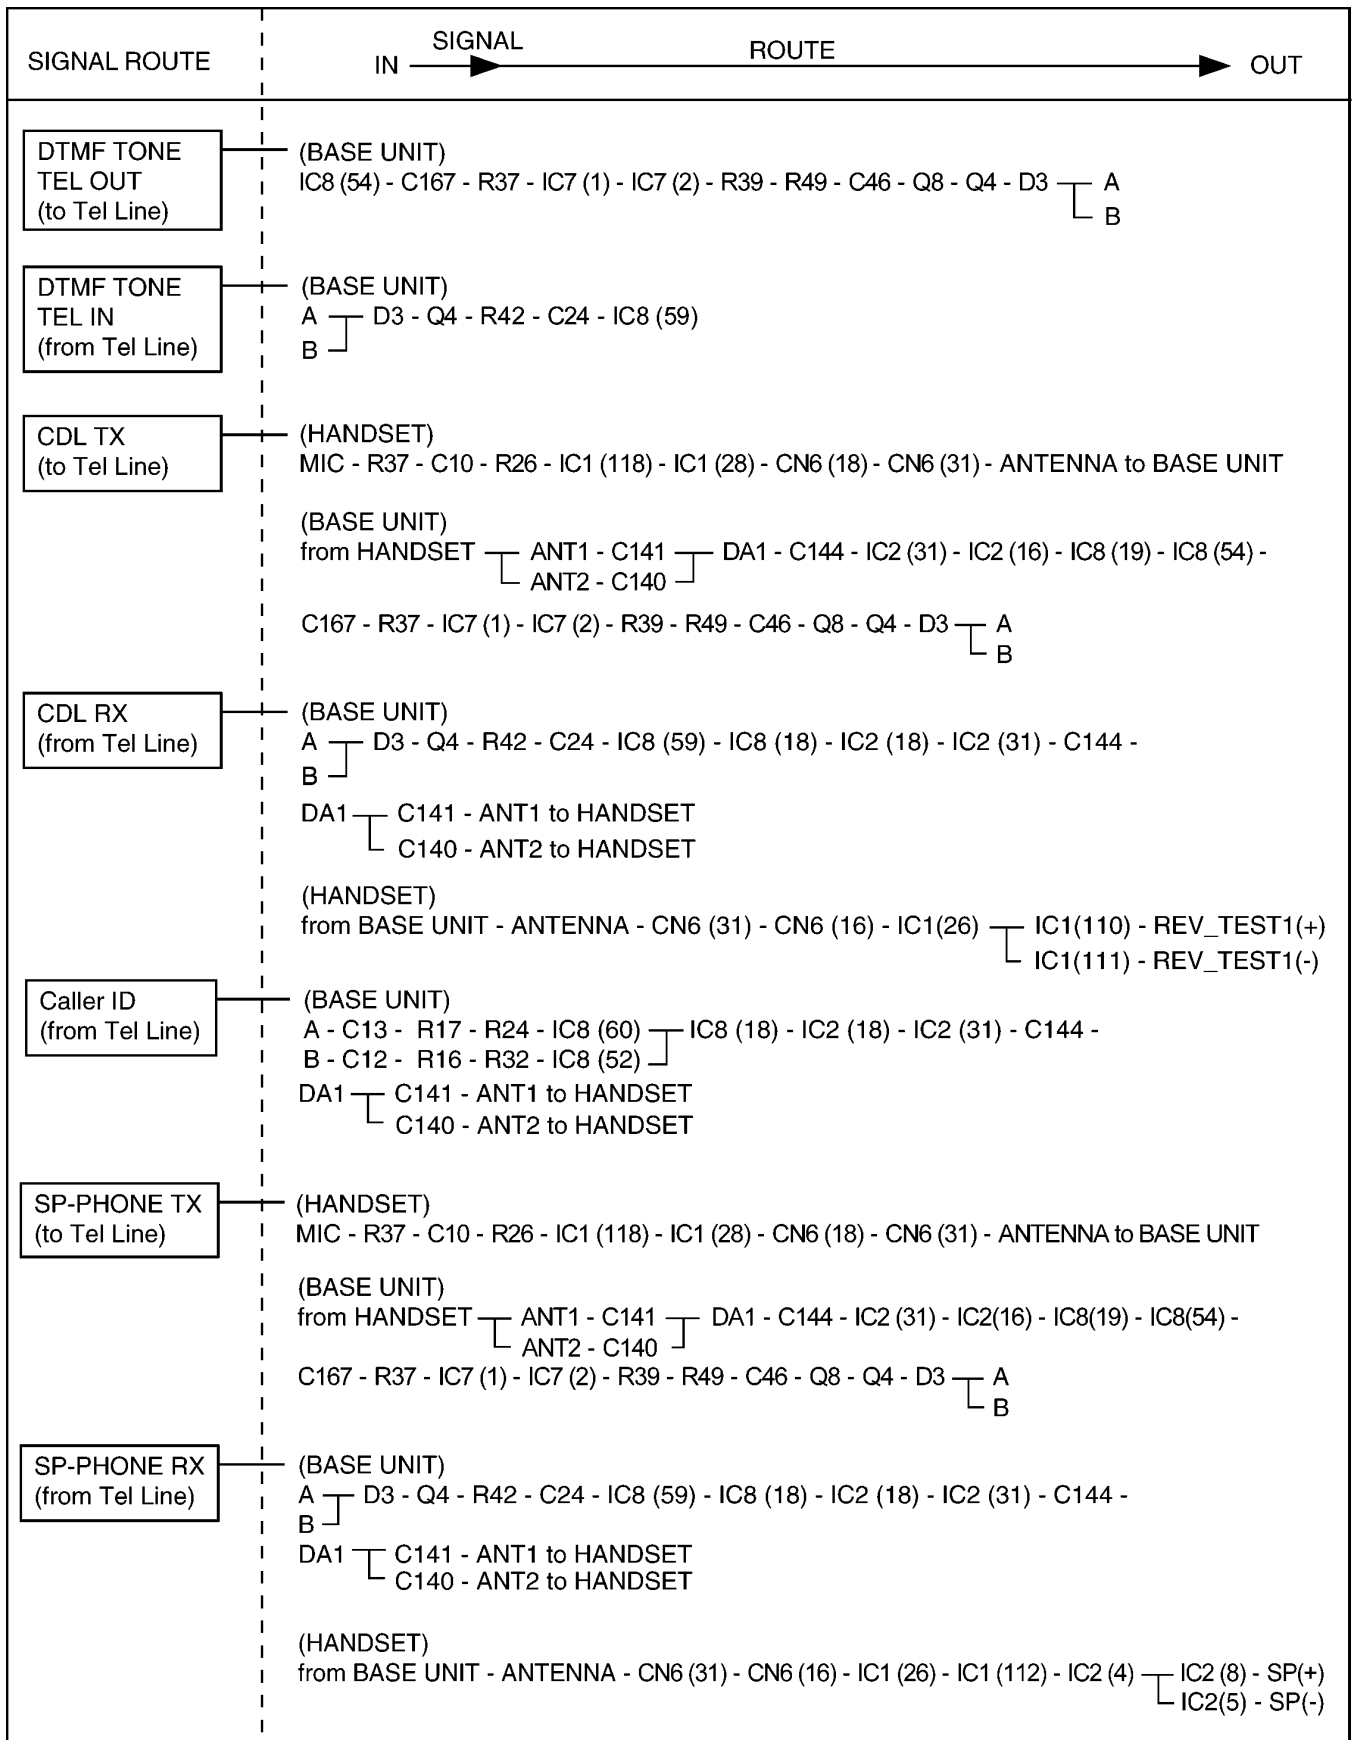 SIGNAL ROUTE
IN SIGNAL ROUTE OUT
DTMF TONE
TEL OUT
(to Tel Line)
(BASE UNIT)
IC8 (54) - C167 - R37 - IC7 (1) - IC7 (2) - R39 - R49 - C46 - Q8 - Q4 - D3 A
B
DTMF TONE
TEL IN
(from Tel Line)
(BASE UNIT)
A D3 - Q4 - R42 - C24 - IC8 (59)
B
CDL TX
(to Tel Line)
(HANDSET)
MIC - R37 - C10 - R26 - IC1 (118) - IC1 (28) - CN6 (18) - CN6 (31) - ANTENNA to BASE UNIT
(BASE UNIT)
from HANDSET ANT1 - C141 DA1 - C144 - IC2 (31) - IC2 (16) - IC8 (19) - IC8 (54) -
ANT2 - C140
C167 - R37 - IC7 (1) - IC7 (2) - R39 - R49 - C46 - Q8 - Q4 - D3 A
B
CDL RX
(from Tel Line)
(BASE UNIT)
A D3 - Q4 - R42 - C24 - IC8 (59) - IC8 (18) - IC2 (18) - IC2 (31) - C144 -
B
DA1 C141 - ANT1 to HANDSET
C140 - ANT2 to HANDSET
(HANDSET)
from BASE UNIT - ANTENNA - CN6 (31) - CN6 (16) - IC1(26) IC1(110) - REV_TEST1(+)
IC1(111) - REV_TEST1(-)
Caller ID
(from Tel Line)
(BASE UNIT)
A - C13 - R17 - R24 - IC8 (60) IC8 (18) - IC2 (18) - IC2 (31) - C144 -
B - C12 - R16 - R32 - IC8 (52)
DA1 C141 - ANT1 to HANDSET
C140 - ANT2 to HANDSET
SP-PHONE TX
(to Tel Line)
(HANDSET)
MIC - R37 - C10 - R26 - IC1 (118) - IC1 (28) - CN6 (18) - CN6 (31) - ANTENNA to BASE UNIT
(BASE UNIT)
from HANDSET ANT1 - C141 DA1 - C144 - IC2 (31) - IC2(16) - IC8(19) - IC8(54) -
ANT2 - C140
C167 - R37 - IC7 (1) - IC7 (2) - R39 - R49 - C46 - Q8 - Q4 - D3 A
B
SP-PHONE RX
(from Tel Line)
(BASE UNIT)
A D3 - Q4 - R42 - C24 - IC8 (59) - IC8 (18) - IC2 (18) - IC2 (31) - C144 -
B
DA1 C141 - ANT1 to HANDSET
C140 - ANT2 to HANDSET
(HANDSET)
from BASE UNIT - ANTENNA - CN6 (31) - CN6 (16) - IC1 (26) - IC1 (112) - IC2 (4) IC2 (8) - SP(+)
IC2(5) - SP(-)